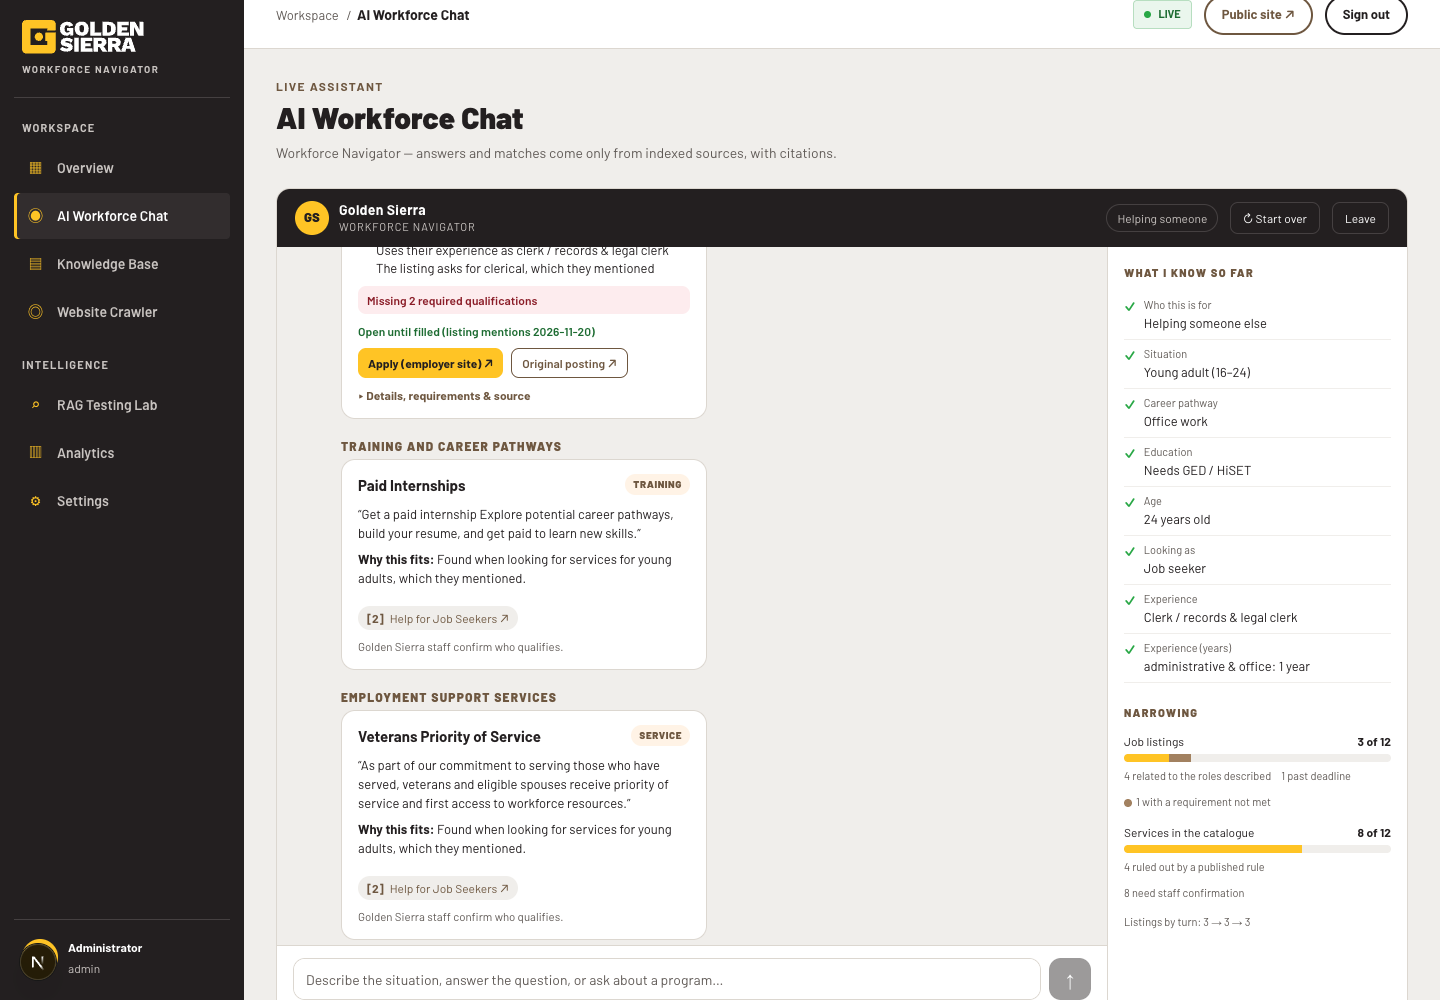 GOLDEN
SIERRA
WORKFORCE NAVIGATOR
WORKSPACE
Overview
AI Workforce Chat
Knowledge Base
Website Crawler
INTELLIGENCE
RAG Testing Lab
Analytics
Settings
N
Administrator
admin
Workspace / AI Workforce Chat
LIVE
Public site ↗
Sign out
LIVE ASSISTANT
AI Workforce Chat
Workforce Navigator — answers and matches come only from indexed sources, with citations.
GS
Golden Sierra
WORKFORCE NAVIGATOR
Helping someone
↻ Start over
Leave
Uses their experience as clerk / records & legal clerk
The listing asks for clerical, which they mentioned
Missing 2 required qualifications
Open until filled (listing mentions 2026-11-20)
Apply (employer site) ↗
Original posting ↗
▸ Details, requirements & source
TRAINING AND CAREER PATHWAYS
Paid Internships
TRAINING
“Get a paid internship Explore potential career pathways,
build your resume, and get paid to learn new skills.”
Why this fits: Found when looking for services for young
adults, which they mentioned.
[2] Help for Job Seekers ↗
Golden Sierra staff confirm who qualifies.
EMPLOYMENT SUPPORT SERVICES
Veterans Priority of Service
SERVICE
“As part of our commitment to serving those who have
served, veterans and eligible spouses receive priority of
service and first access to workforce resources.”
Why this fits: Found when looking for services for young
adults, which they mentioned.
[2] Help for Job Seekers ↗
Golden Sierra staff confirm who qualifies.
Describe the situation, answer the question, or ask about a program...
↑
WHAT I KNOW SO FAR
Who this is for
Helping someone else
Situation
Young adult (16–24)
Career pathway
Office work
Education
Needs GED / HiSET
Age
24 years old
Looking as
Job seeker
Experience
Clerk / records & legal clerk
Experience (years)
administrative & office: 1 year
NARROWING
Job listings 3 of 12
4 related to the roles described 1 past deadline
1 with a requirement not met
Services in the catalogue 8 of 12
4 ruled out by a published rule
8 need staff confirmation
Listings by turn: 3 → 3 → 3